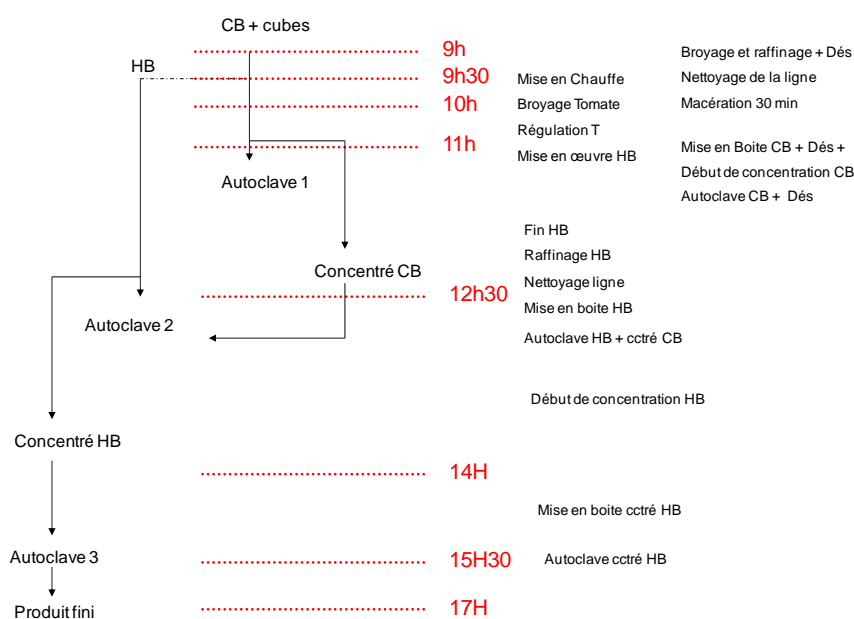 CB + cubes
9h
Broyage et raffinage + Dés
HB
9h30
Mise en Chauffe
Nettoyage de la ligne
10h
Broyage Tomate
Macération 30 min
Régulation T
11h
Mise en œuvre HB
Mise en Boite CB + Dés +
Début de concentration CB
Autoclave 1
Autoclave CB + Dés
Fin HB
Raffinage HB
Concentré CB
Nettoyage ligne
12h30
Mise en boite HB
Autoclave 2
Autoclave HB + cctré CB
Début de concentration HB
Concentré HB
14H
Mise en boite cctré HB
Autoclave 3
15H30
Autoclave cctré HB
Produit fini
17H